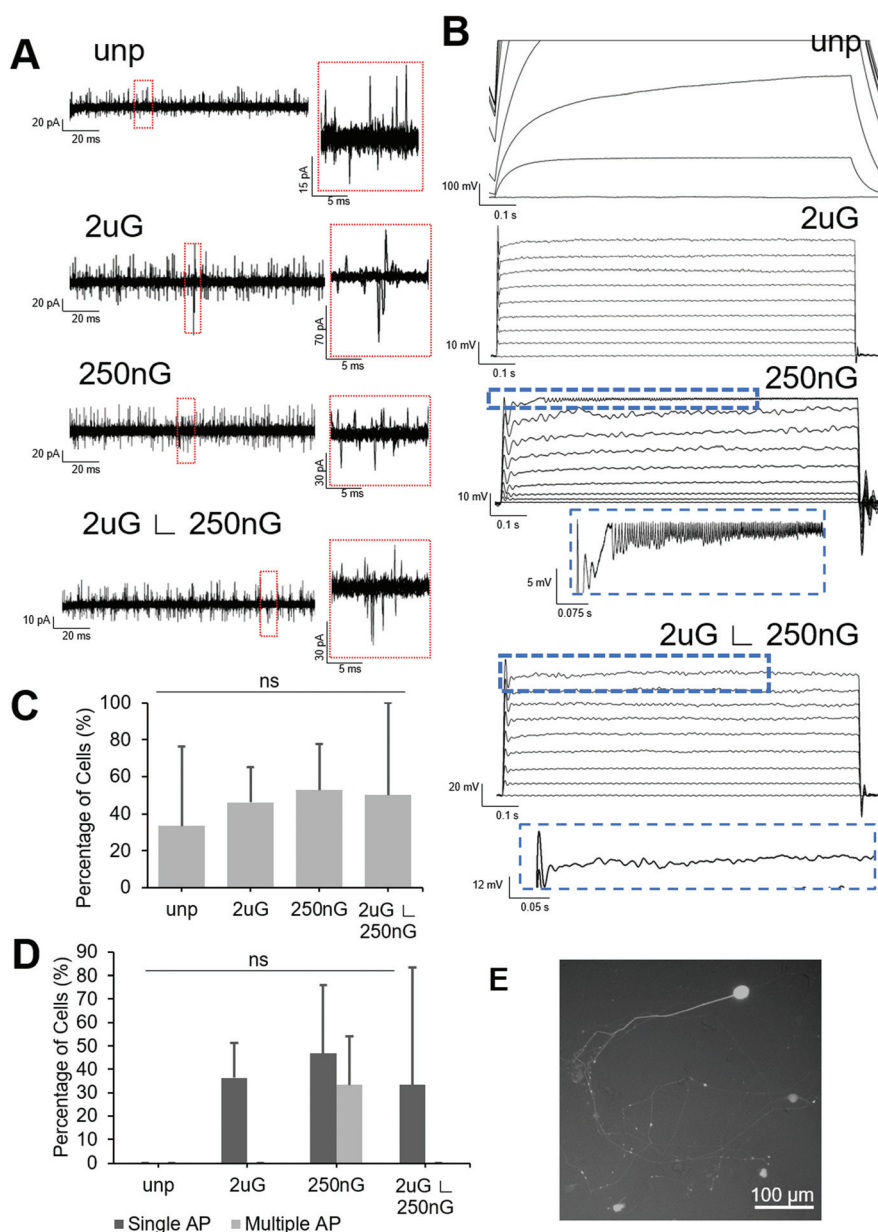 A
unp
20 pA
20 ms
15 pA
5 ms
2uG
20 pA
20 ms
70 pA
5 ms
250nG
20 pA
20 ms
30 pA
5 ms
2uG ∟ 250nG
10 pA
20 ms
30 pA
5 ms
B
unp
100 mV
0.1 s
2uG
10 mV
0.1 s
250nG
10 mV
0.1 s
5 mV
0.075 s
2uG ∟ 250nG
20 mV
0.1 s
12 mV
0.05 s
C
ns
Percentage of Cells (%)
100
80
60
40
20
0
unp
2uG
250nG
2uG ∟
250nG
D
ns
Percentage of Cells (%)
90
80
70
60
50
40
30
20
10
0
unp
2uG
250nG
2uG ∟
250nG
Single AP
Multiple AP
E
100 µm